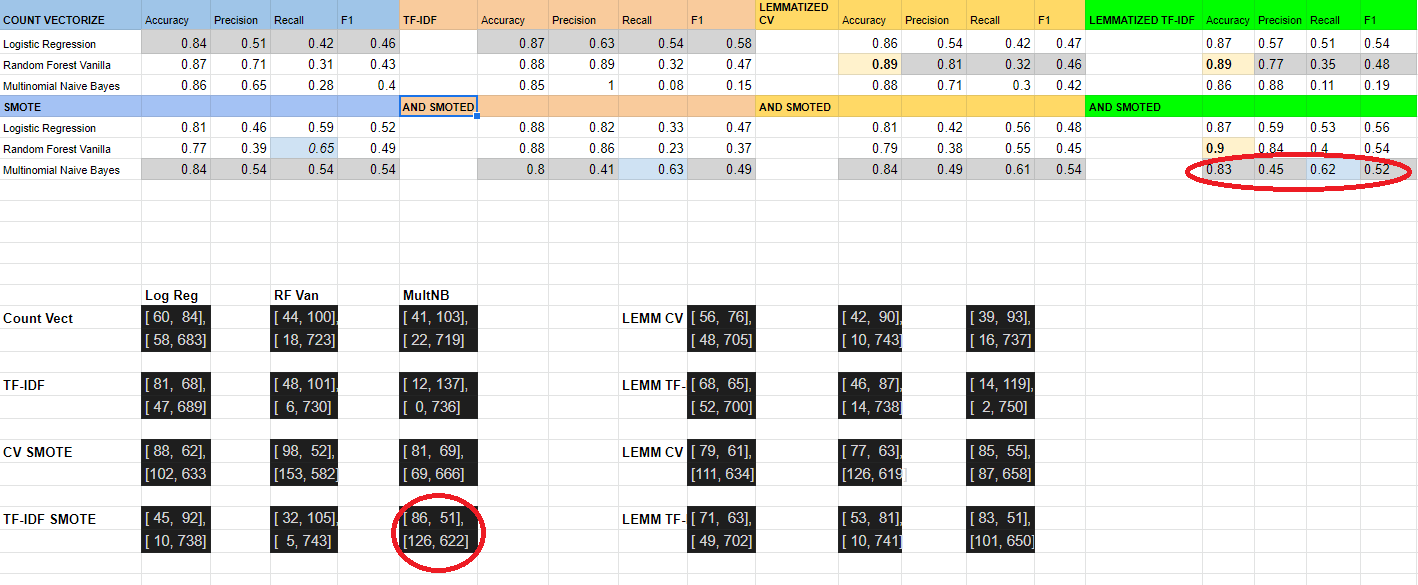 COUNT VECTORIZE Accuracy Precision Recall F1 TF-IDF Accuracy Precision Recall F1 LEMMATIZED CV Accuracy Precision Recall F1 LEMMATIZED TF-IDF Accuracy Precision Recall F1
Logistic Regression 0.84 0.51 0.42 0.46 0.87 0.63 0.54 0.58 0.86 0.54 0.42 0.47 0.87 0.57 0.51 0.54
Random Forest Vanilla 0.87 0.71 0.31 0.43 0.88 0.89 0.32 0.47 0.89 0.81 0.32 0.46 0.89 0.77 0.35 0.48
Multinomial Naive Bayes 0.86 0.65 0.28 0.4 0.85 1 0.08 0.15 0.88 0.71 0.3 0.42 0.86 0.88 0.11 0.19
SMOTE AND SMOTED AND SMOTED AND SMOTED
Logistic Regression 0.81 0.46 0.59 0.52 0.88 0.82 0.33 0.47 0.81 0.42 0.56 0.48 0.87 0.59 0.53 0.56
Random Forest Vanilla 0.77 0.39 0.65 0.49 0.88 0.86 0.23 0.37 0.79 0.38 0.55 0.45 0.9 0.84 0.4 0.54
Multinomial Naive Bayes 0.84 0.54 0.54 0.54 0.8 0.41 0.63 0.49 0.84 0.49 0.61 0.54 0.83 0.45 0.62 0.52
Log Reg RF Van MultNB
Count Vect [ 60, 84], [ 44, 100], [ 41, 103], LEMM CV [ 56, 76], [ 42, 90], [ 39, 93],
[ 58, 683] [ 18, 723] [ 22, 719] [ 48, 705] [ 10, 743] [ 16, 737]
TF-IDF [ 81, 68], [ 48, 101], [ 12, 137], LEMM TF- [ 68, 65], [ 46, 87], [ 14, 119],
[ 47, 689] [ 6, 730] [ 0, 736] [ 52, 700] [ 14, 738] [ 2, 750]
CV SMOTE [ 88, 62], [ 98, 52], [ 81, 69], LEMM CV [ 79, 61], [ 77, 63], [ 85, 55],
[102, 633 [153, 582] [ 69, 666] [111, 634] [126, 619] [ 87, 658]
TF-IDF SMOTE [ 45, 92], [ 32, 105], [ 86, 51], LEMM TF- [ 71, 63], [ 53, 81], [ 83, 51],
[ 10, 738] [ 5, 743] [126, 622] [ 49, 702] [ 10, 741] [101, 650]